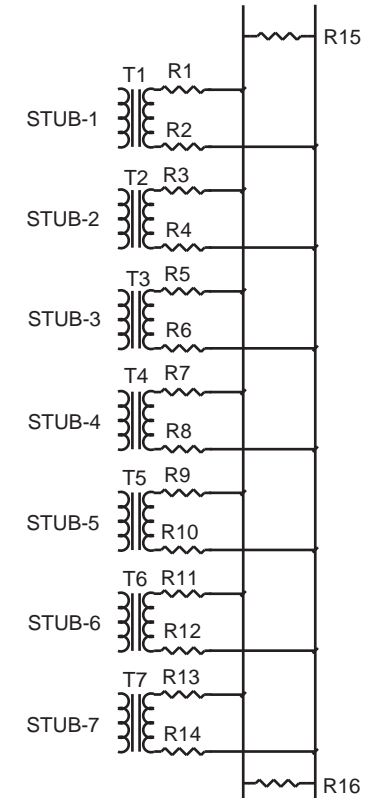 R15
T1 R1
STUB-1
R2
T2 R3
STUB-2
R4
T3 R5
STUB-3
R6
T4 R7
STUB-4
R8
T5 R9
STUB-5
R10
T6 R11
STUB-6
R12
T7 R13
STUB-7
R14
R16